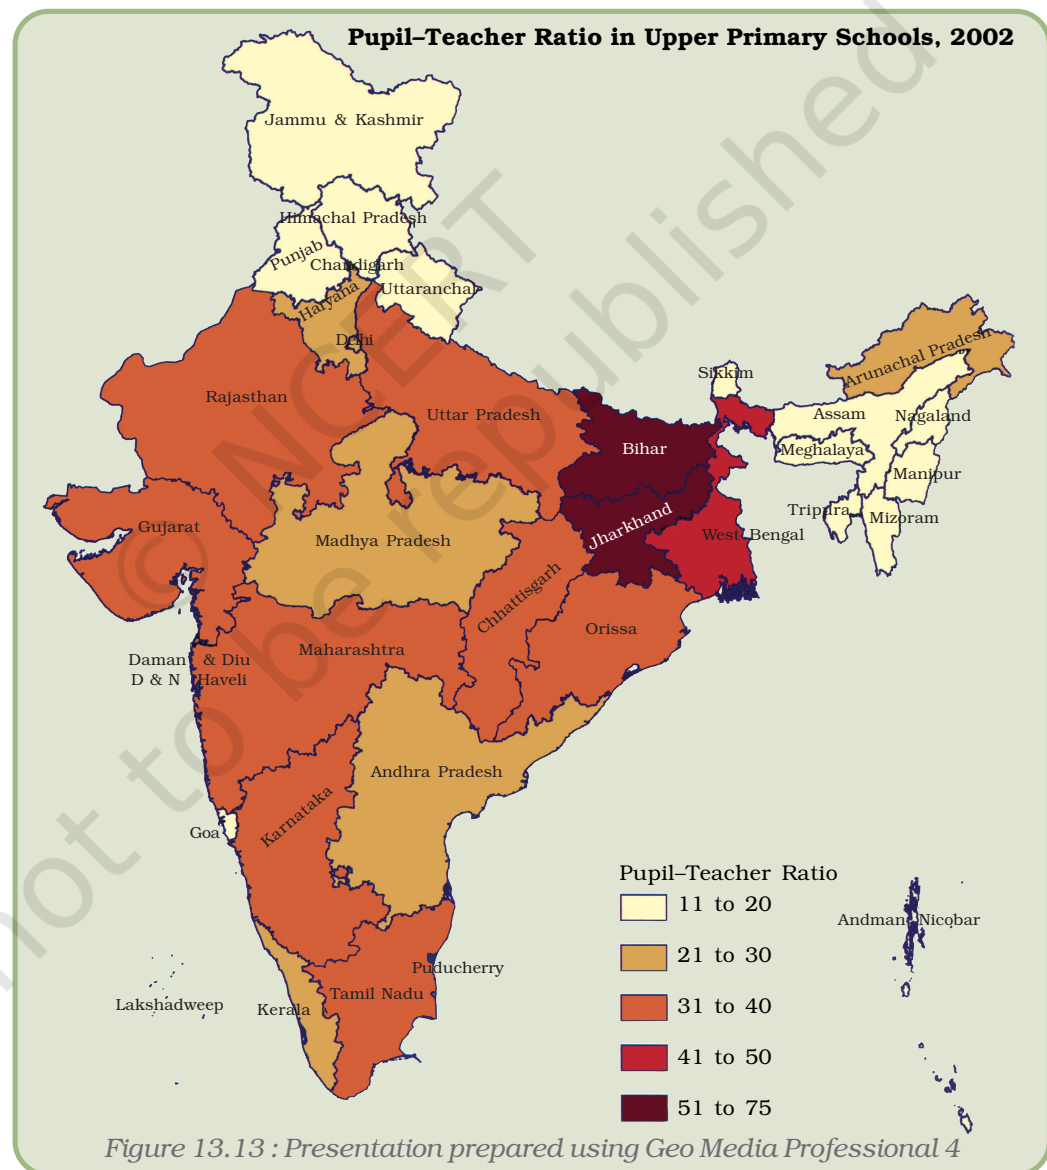 Pupil–Teacher Ratio in Upper Primary Schools, 2002
Jammu & Kashmir
Himachal Pradesh
Punjab
Chandigarh
Uttaranchal
Haryana
Delhi
Rajasthan
Uttar Pradesh
Sikkim
Arunachal Pradesh
Assam
Nagaland
Bihar
Meghalaya
Manipur
Tripura
Mizoram
Jharkhand
West Bengal
Gujarat
Madhya Pradesh
Chhattisgarh
Orissa
Maharashtra
Daman & Diu
D & N Haveli
Andhra Pradesh
Karnataka
Goa
Pupil–Teacher Ratio
11 to 20
21 to 30
31 to 40
41 to 50
51 to 75
Andman Nicobar
Puducherry
Tamil Nadu
Kerala
Lakshadweep
© NCERT
not to be republished
Figure 13.13 : Presentation prepared using Geo Media Professional 4